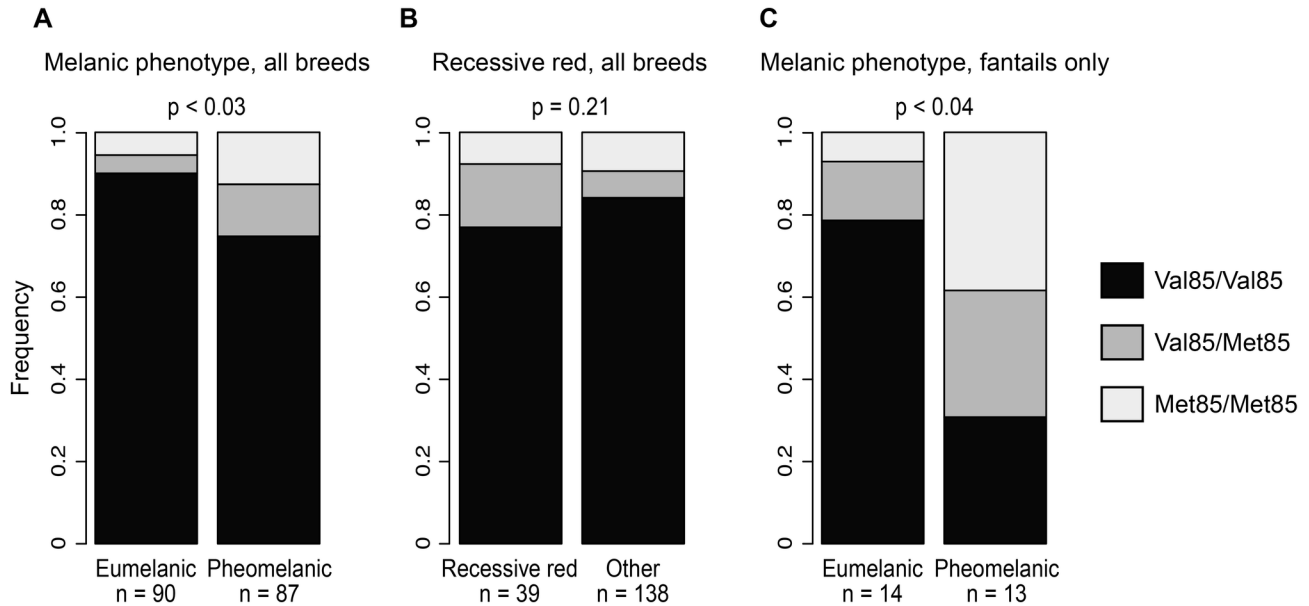 A
Melanic phenotype, all breeds
p < 0.03
B
Recessive red, all breeds
p = 0.21
C
Melanic phenotype, fantails only
p < 0.04
Frequency
1.0
0.8
0.6
0.4
0.2
0
Eumelanic
n = 90
Pheomelanic
n = 87
1.0
0.8
0.6
0.4
0.2
0
Recessive red
n = 39
Other
n = 138
1.0
0.8
0.6
0.4
0.2
0
Eumelanic
n = 14
Pheomelanic
n = 13
Val85/Val85
Val85/Met85
Met85/Met85